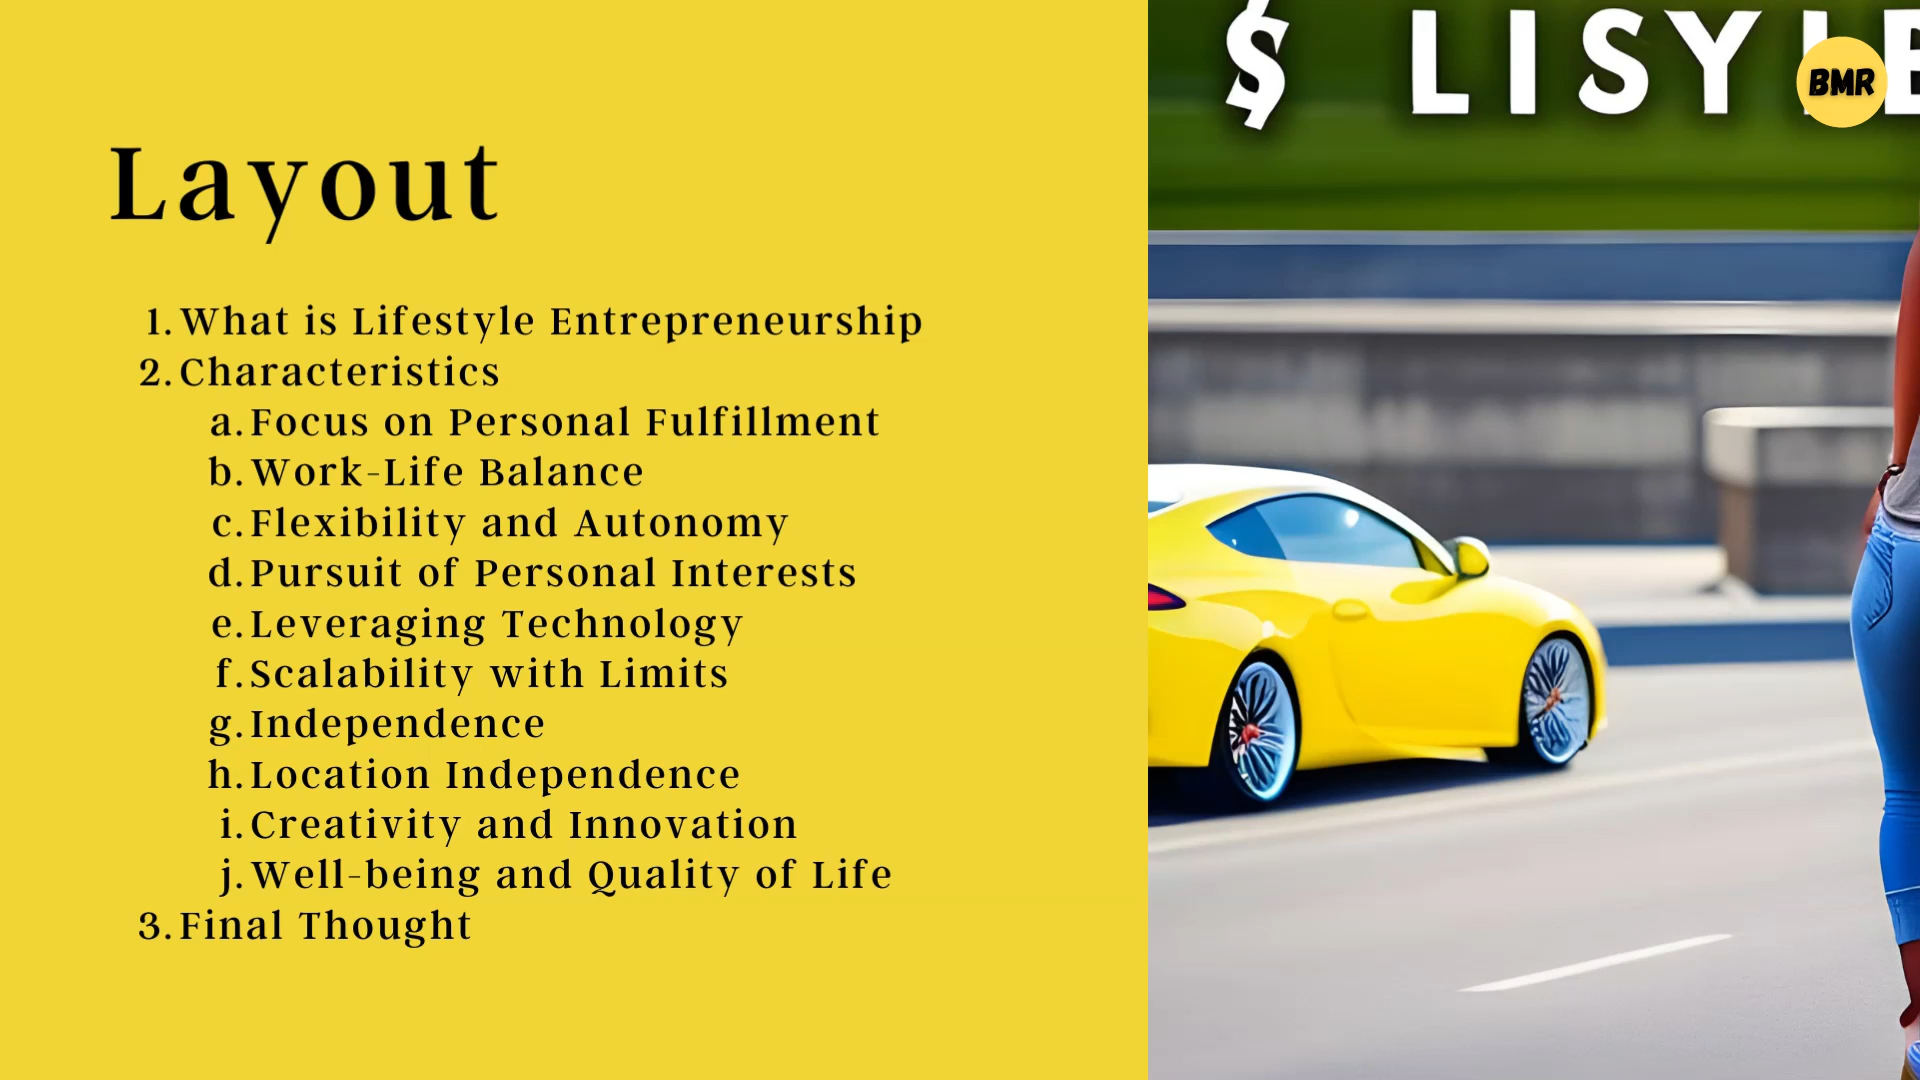 Layout
1. What is Lifestyle Entrepreneurship
2. Characteristics
a. Focus on Personal Fulfillment
b. Work-Life Balance
c. Flexibility and Autonomy
d. Pursuit of Personal Interests
e. Leveraging Technology
f. Scalability with Limits
g. Independence
h. Location Independence
i. Creativity and Innovation
j. Well-being and Quality of Life
3. Final Thought
$ LISY
BMR